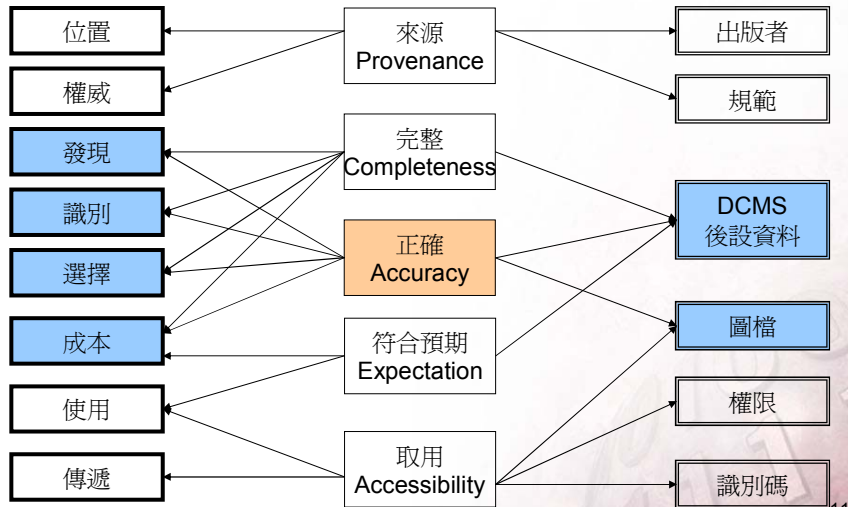 位置
來源
Provenance
出版者
權威
規範
發現
完整
Completeness
識別
DCMS
後設資料
正確
Accuracy
選擇
圖檔
成本
符合預期
Expectation
使用
權限
取用
Accessibility
傳遞
識別碼